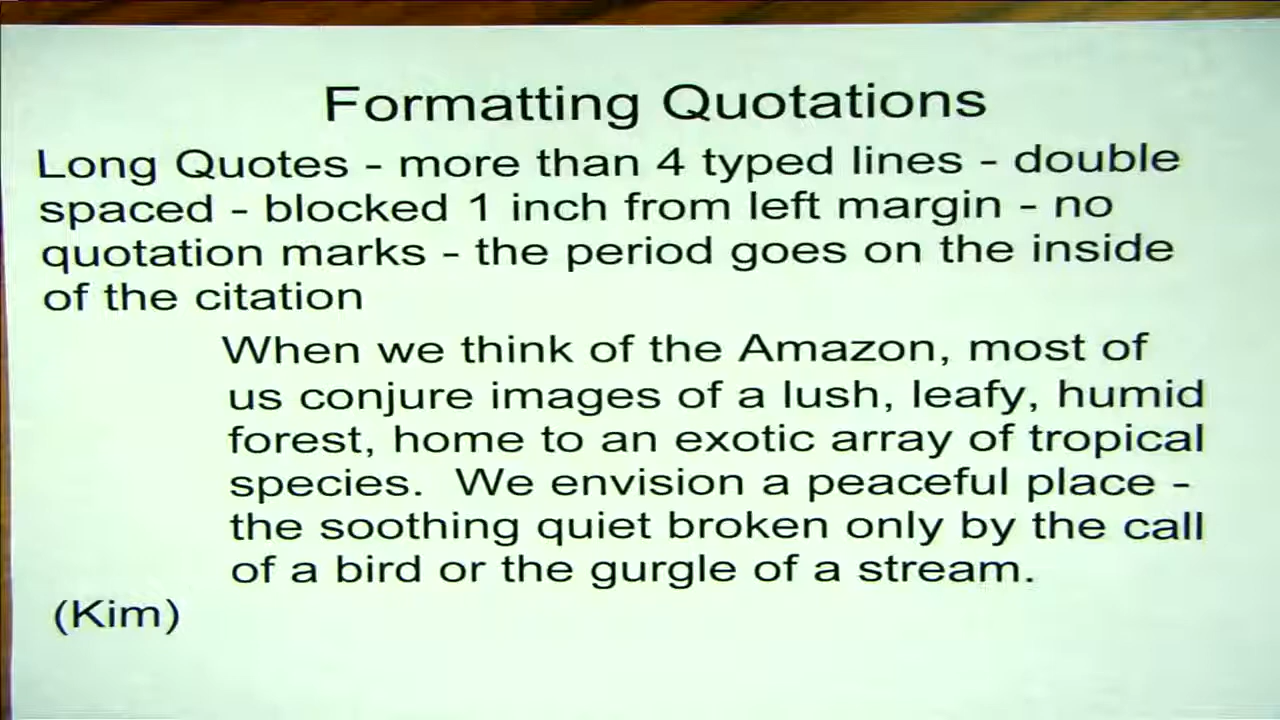 Formatting Quotations
Long Quotes - more than 4 typed lines - double
spaced - blocked 1 inch from left margin - no
quotation marks - the period goes on the inside
of the citation
When we think of the Amazon, most of
us conjure images of a lush, leafy, humid
forest, home to an exotic array of tropical
species.  We envision a peaceful place -
the soothing quiet broken only by the call
of a bird or the gurgle of a stream.
(Kim)